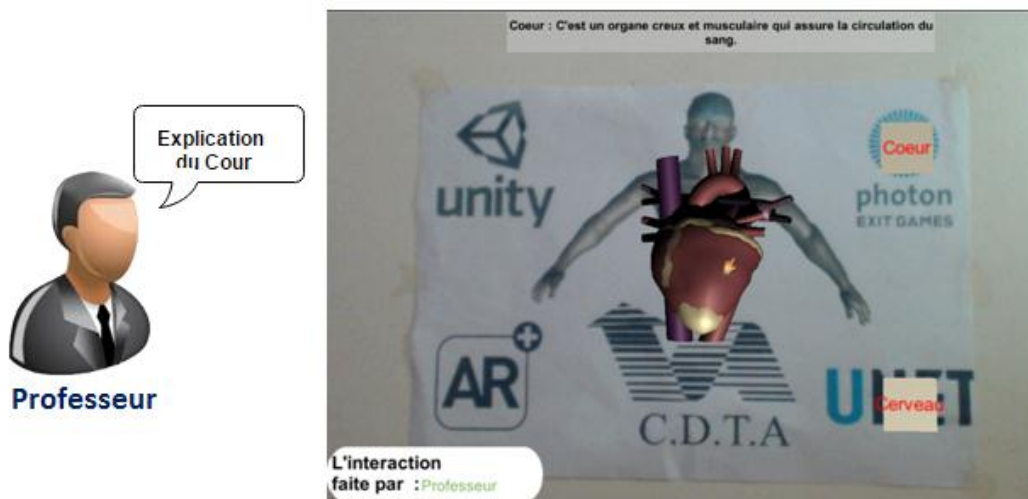 Explication
du Cour
Professeur
Coeur : C'est un organe creux et musculaire qui assure la circulation du
sang.
unity
Coeur
photon
EXIT GAMES
AR+
C.D.T.A
UNET
Cerveau
L'interaction
faite par : Professeur